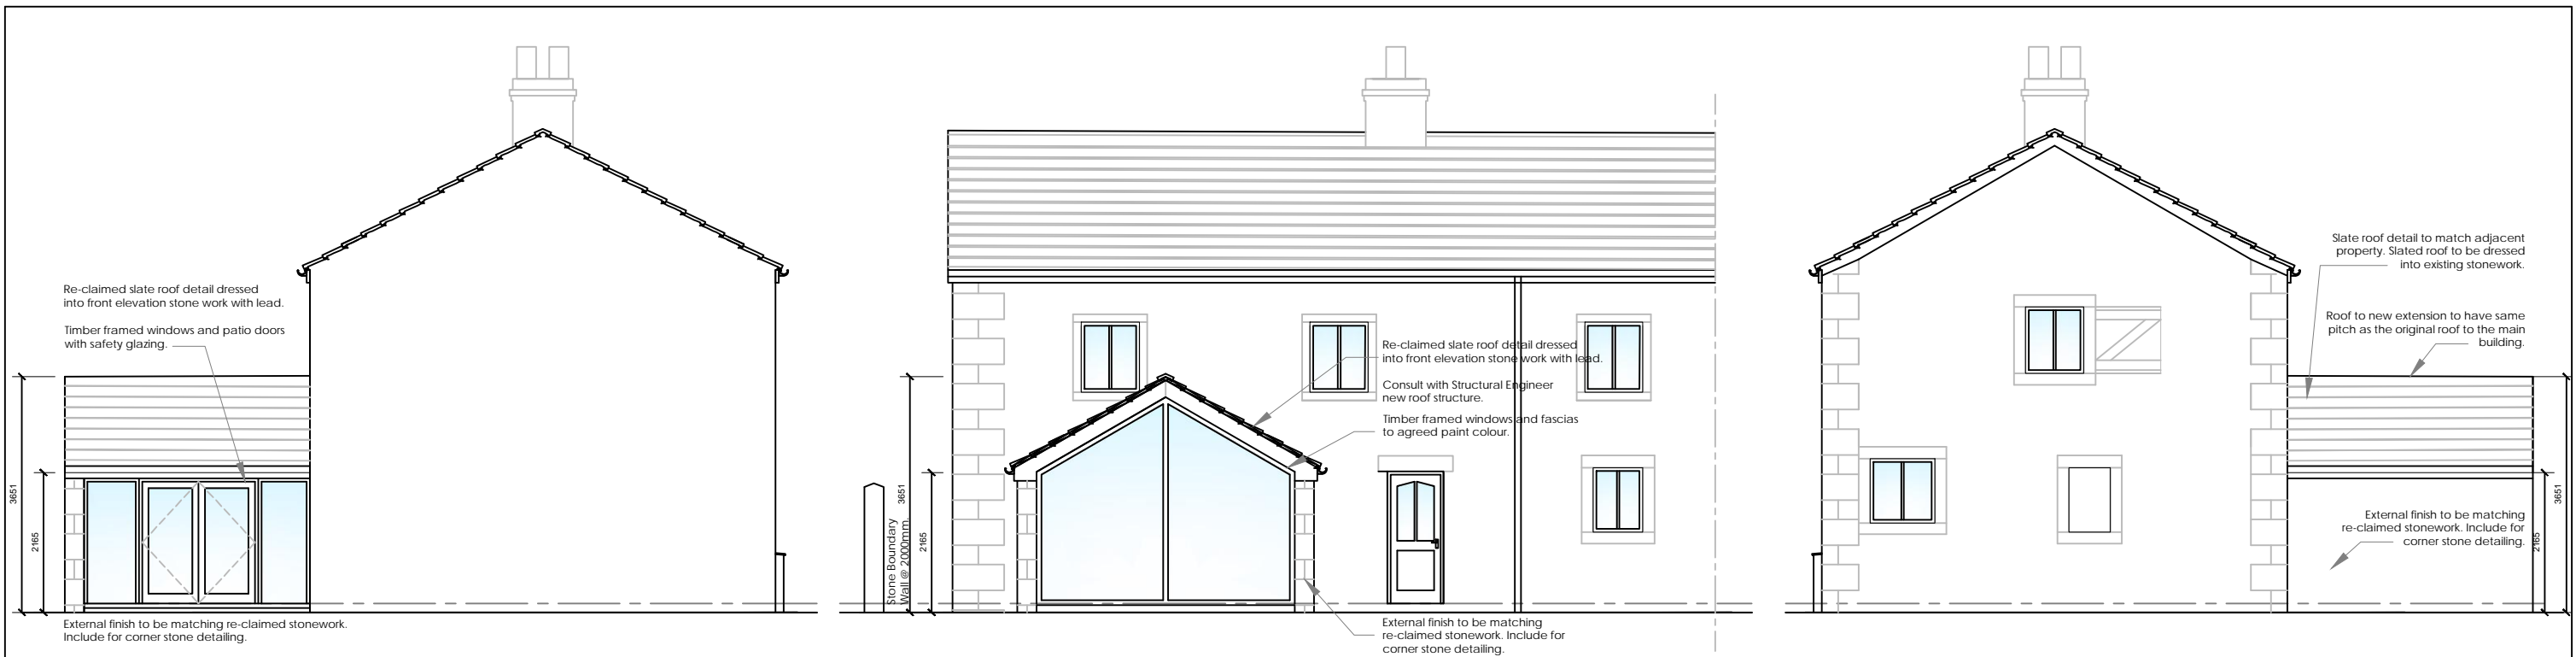 Re-claimed slate roof detail dressed
into front elevation stone work with lead.
Timber framed windows and patio doors
with safety glazing.
3651
2165
External finish to be matching re-claimed stonework.
Include for corner stone detailing.
Stone Boundary
Wall @ 2000mm.
3651
2165
Re-claimed slate roof detail dressed
into front elevation stone work with lead.
Consult with Structural Engineer
new roof structure.
Timber framed windows and fascias
to agreed paint colour.
External finish to be matching
re-claimed stonework. Include for
corner stone detailing.
Slate roof detail to match adjacent
property. Slated roof to be dressed
into existing stonework.
Roof to new extension to have same
pitch as the original roof to the main
building.
External finish to be matching
re-claimed stonework. Include for
corner stone detailing.
2165
3651